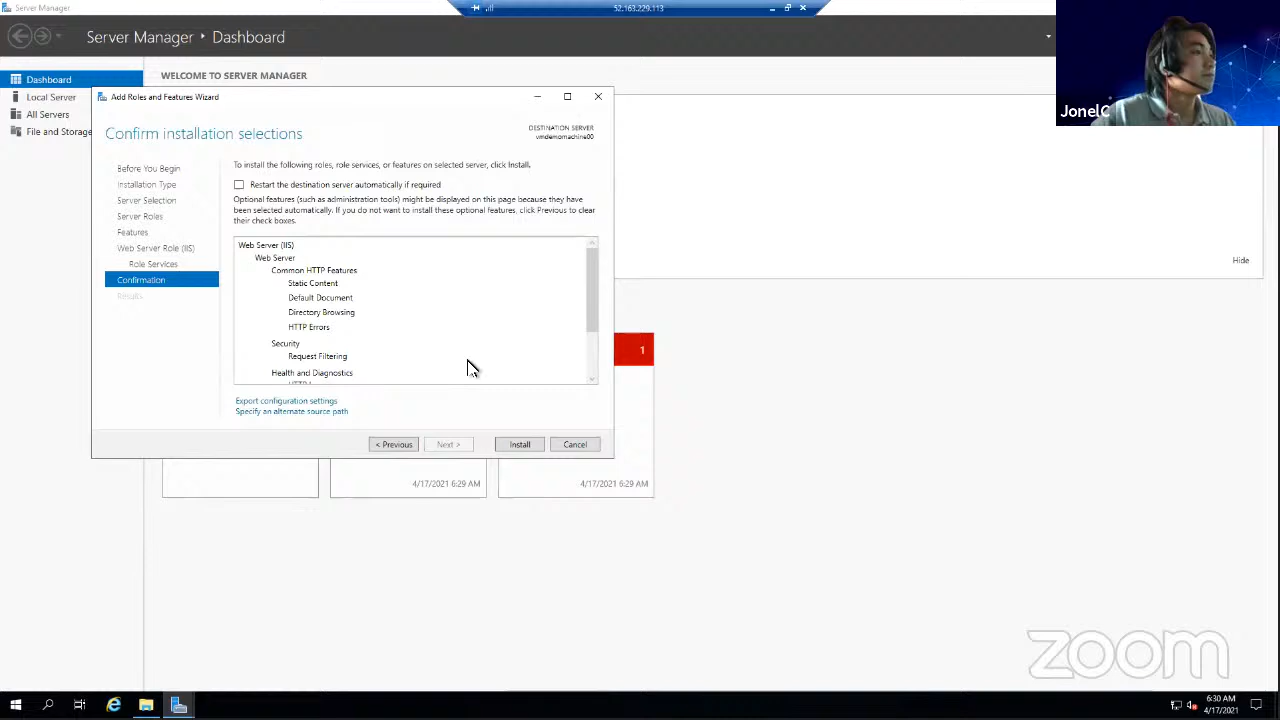 Server Manager
52.163.229.113
Server Manager • Dashboard
JonelC
Dashboard
Local Server
All Servers
File and Storage
WELCOME TO SERVER MANAGER
Add Roles and Features Wizard
Confirm installation selections
DESTINATION SERVER
vmdemomachine00
Before You Begin
Installation Type
Server Selection
Server Roles
Features
Web Server Role (IIS)
Role Services
Confirmation
Results
To install the following roles, role services, or features on selected server, click Install.
Restart the destination server automatically if required
Optional features (such as administration tools) might be displayed on this page because they have
been selected automatically. If you do not want to install these optional features, click Previous to clear
their check boxes.
Web Server (IIS)
Web Server
Common HTTP Features
Static Content
Default Document
Directory Browsing
HTTP Errors
Security
Request Filtering
Health and Diagnostics
Export configuration settings
Specify an alternate source path
< Previous
Next >
Install
Cancel
Hide
1
4/17/2021 6:29 AM
4/17/2021 6:29 AM
zoom
6:30 AM
4/17/2021